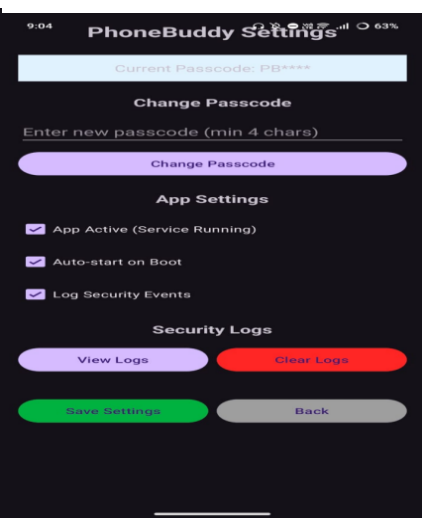 9:04
63%
PhoneBuddy Settings
Current Passcode: PB****
Change Passcode
Enter new passcode (min 4 chars)
Change Passcode
App Settings
App Active (Service Running)
Auto-start on Boot
Log Security Events
Security Logs
View Logs Clear Logs
Save Settings Back